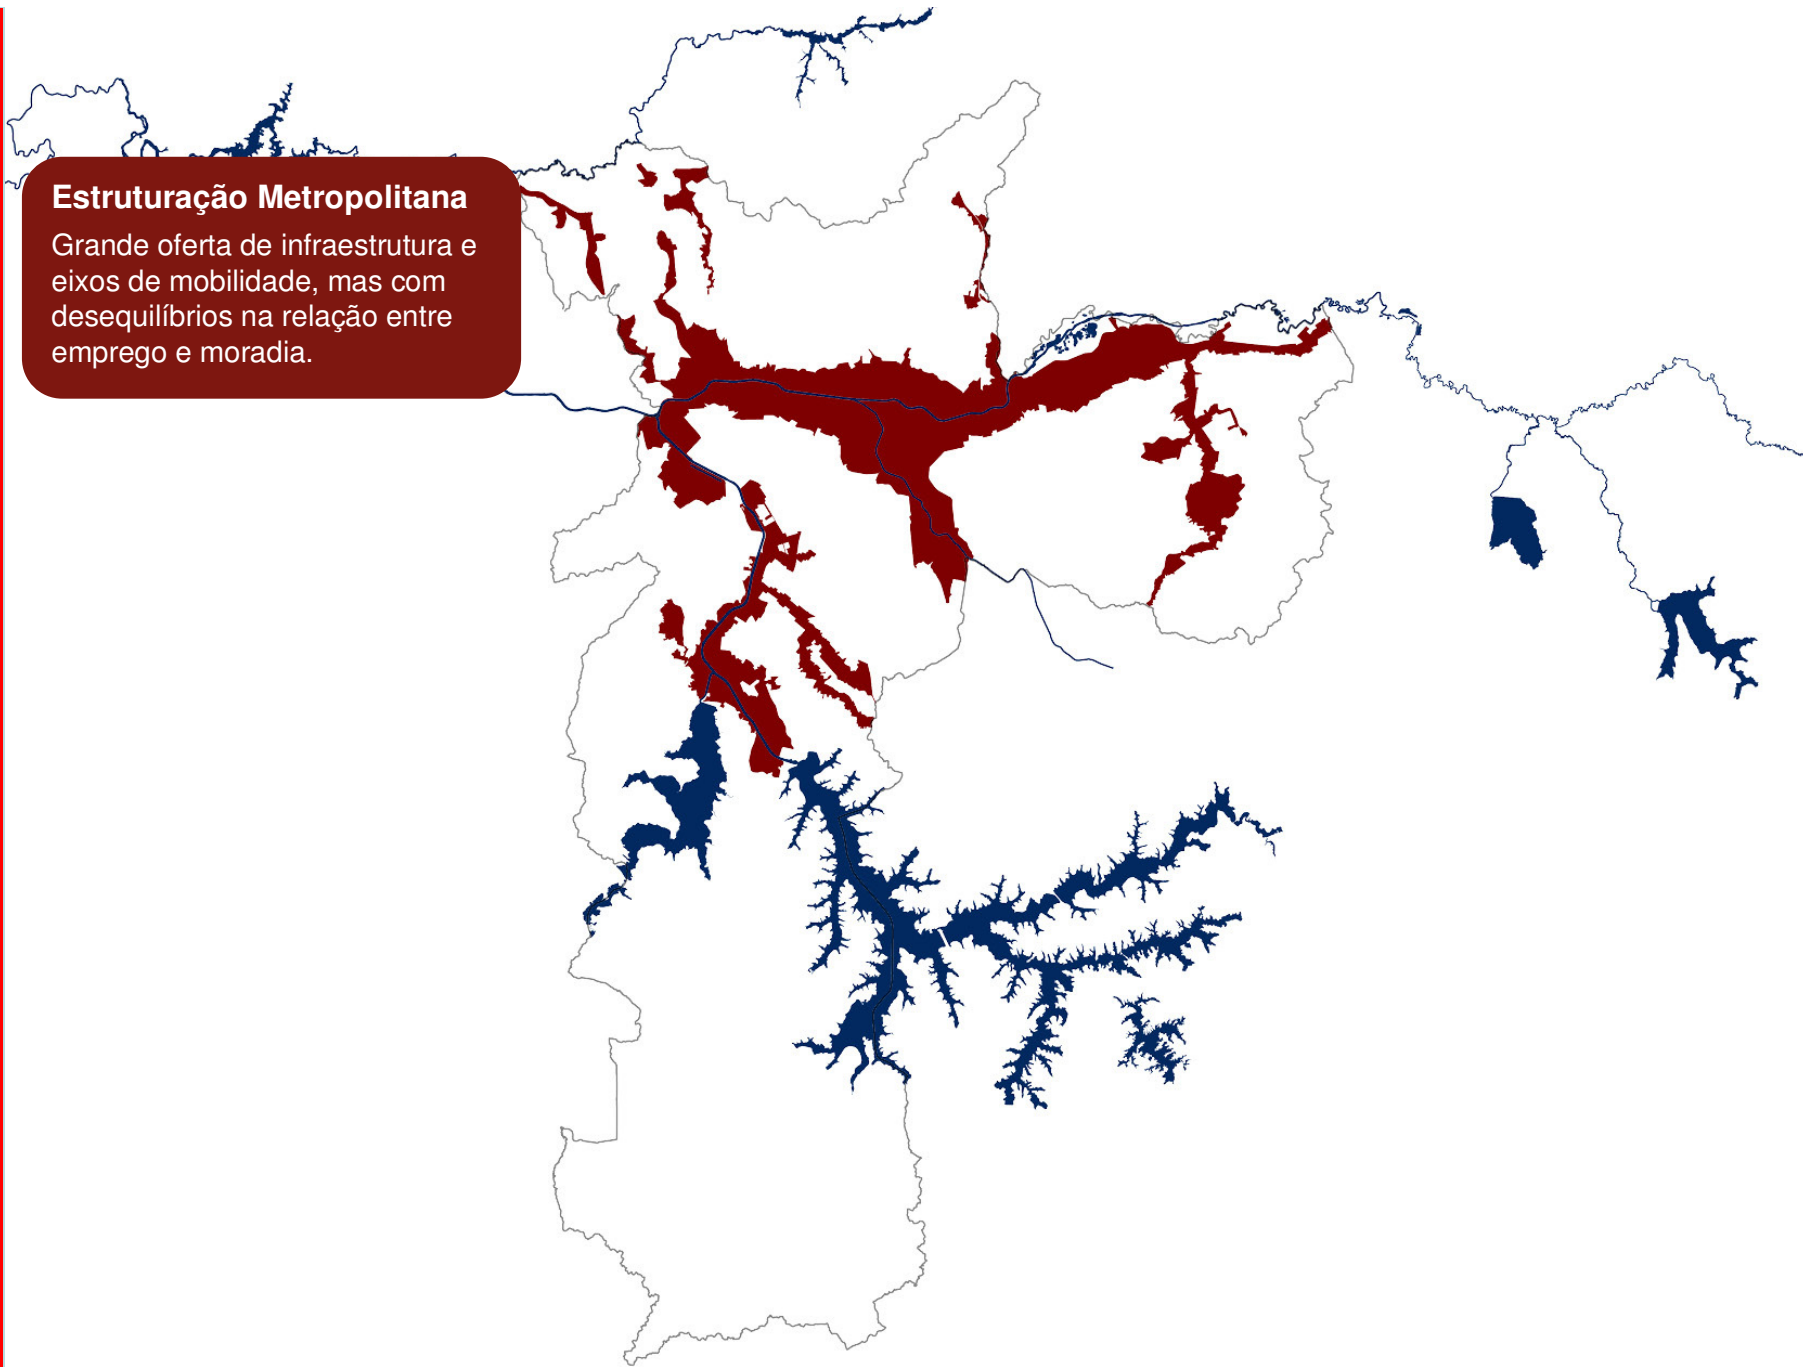 Estruturação Metropolitana
Grande oferta de infraestrutura e
eixos de mobilidade, mas com
desequilíbrios na relação entre
emprego e moradia.